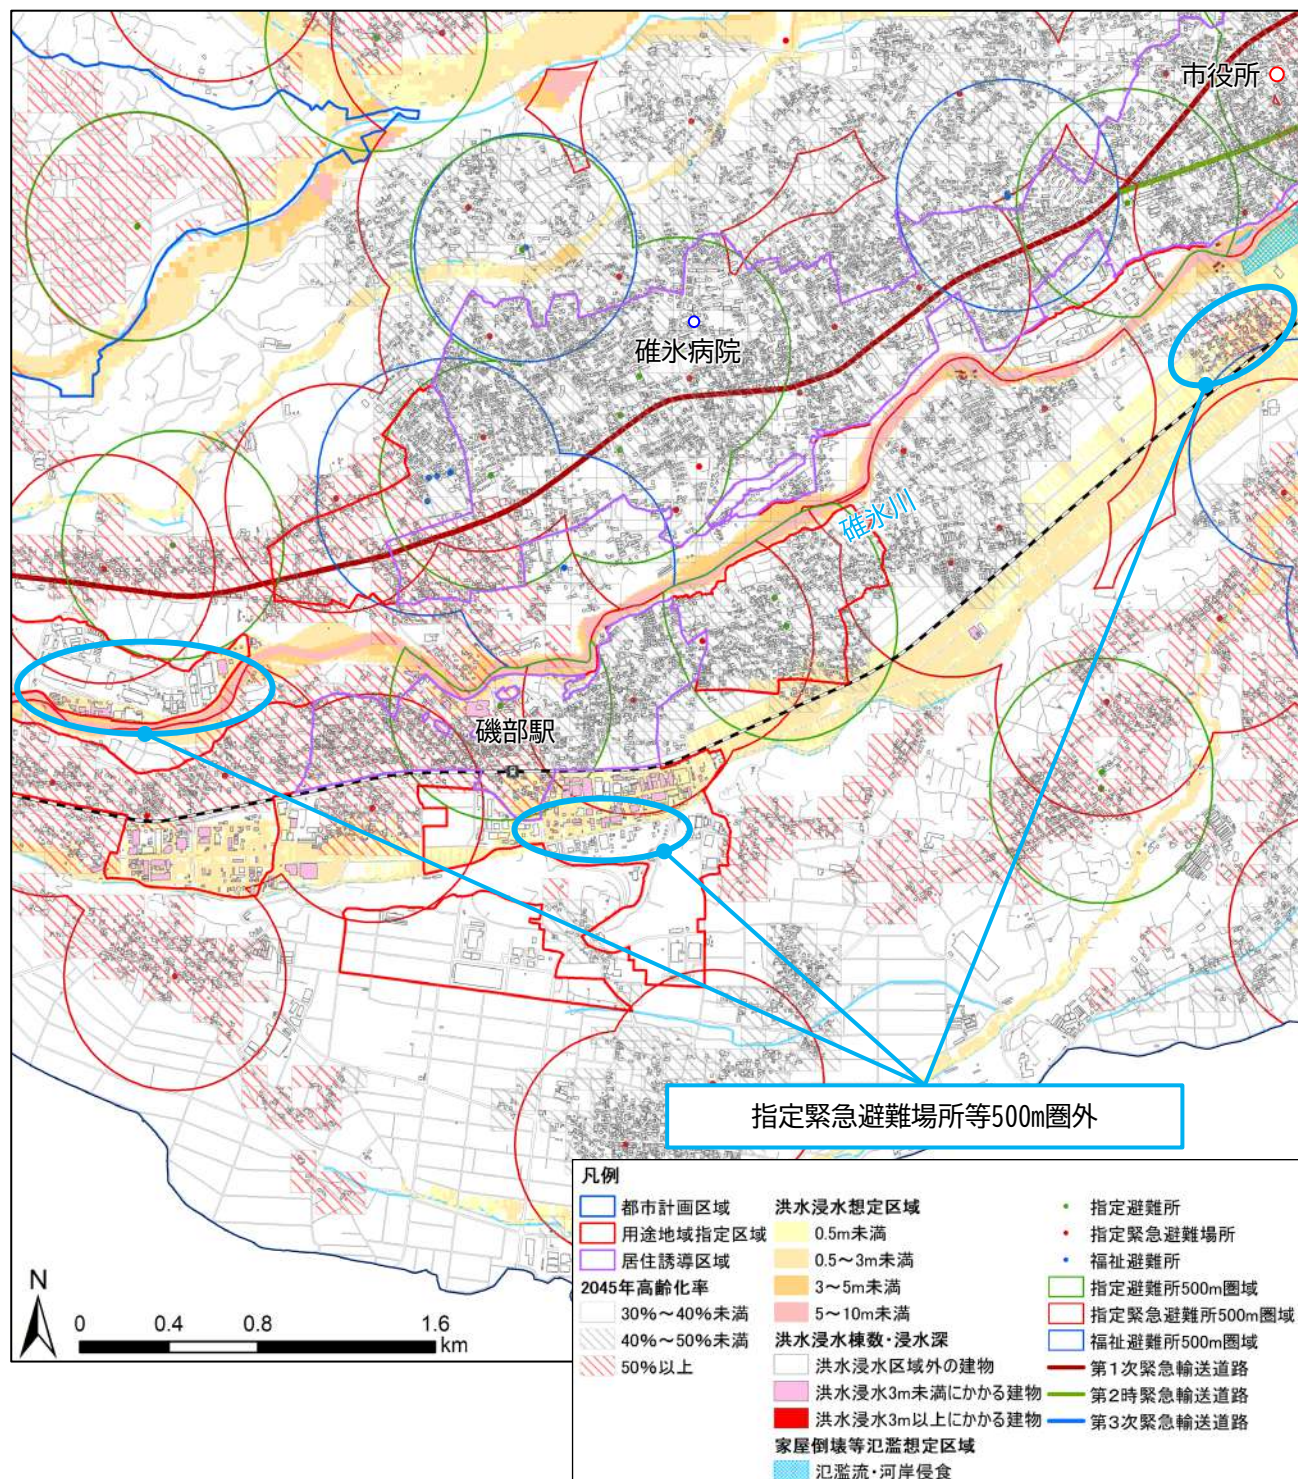 市役所
碓氷病院
碓氷川
磯部駅
指定緊急避難場所等500m圏外
N
0 0.4 0.8 1.6
km
凡例
都市計画区域
用途地域指定区域
居住誘導区域
2045年高齢化率
30%～40%未満
40%～50%未満
50%以上
洪水浸水想定区域
0.5m未満
0.5～3m未満
3～5m未満
5～10m未満
洪水浸水棟数・浸水深
洪水浸水区域外の建物
洪水浸水3m未満にかかる建物
洪水浸水3m以上にかかる建物
家屋倒壊等氾濫想定区域
氾濫流・河岸侵食
指定避難所
指定緊急避難場所
福祉避難所
指定避難所500m圏域
指定緊急避難所500m圏域
福祉避難所500m圏域
第1次緊急輸送道路
第2時緊急輸送道路
第3次緊急輸送道路